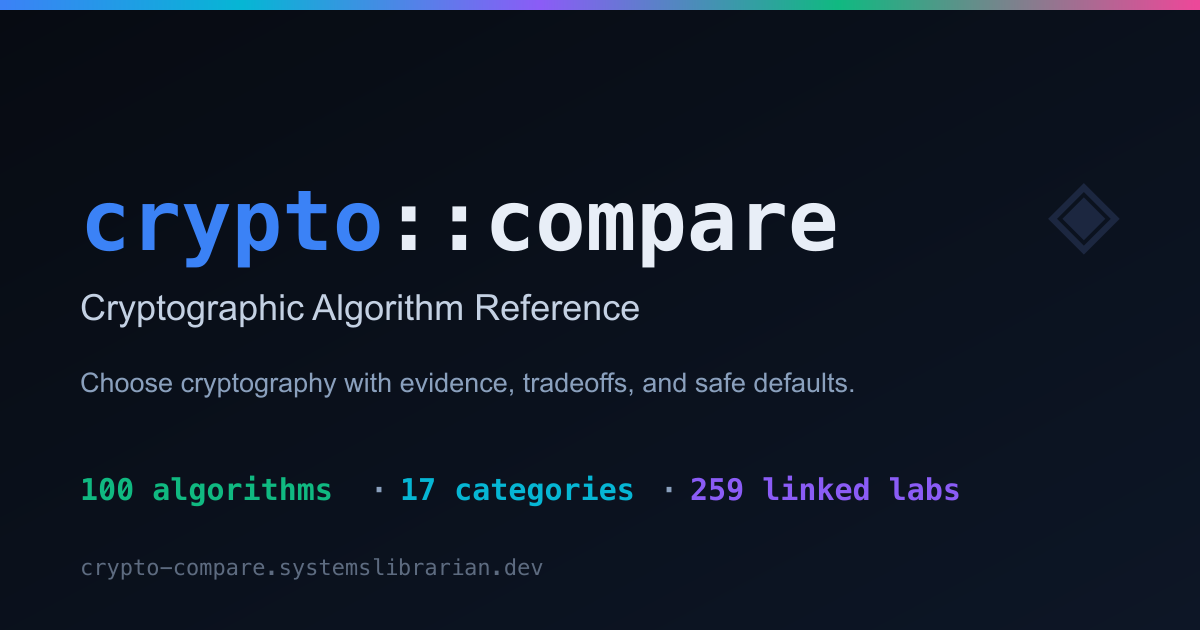 crypto::compare
Cryptographic Algorithm Reference
Choose cryptography with evidence, tradeoffs, and safe defaults.
100 algorithms · 17 categories · 259 linked labs
crypto-compare.systemslibrarian.dev